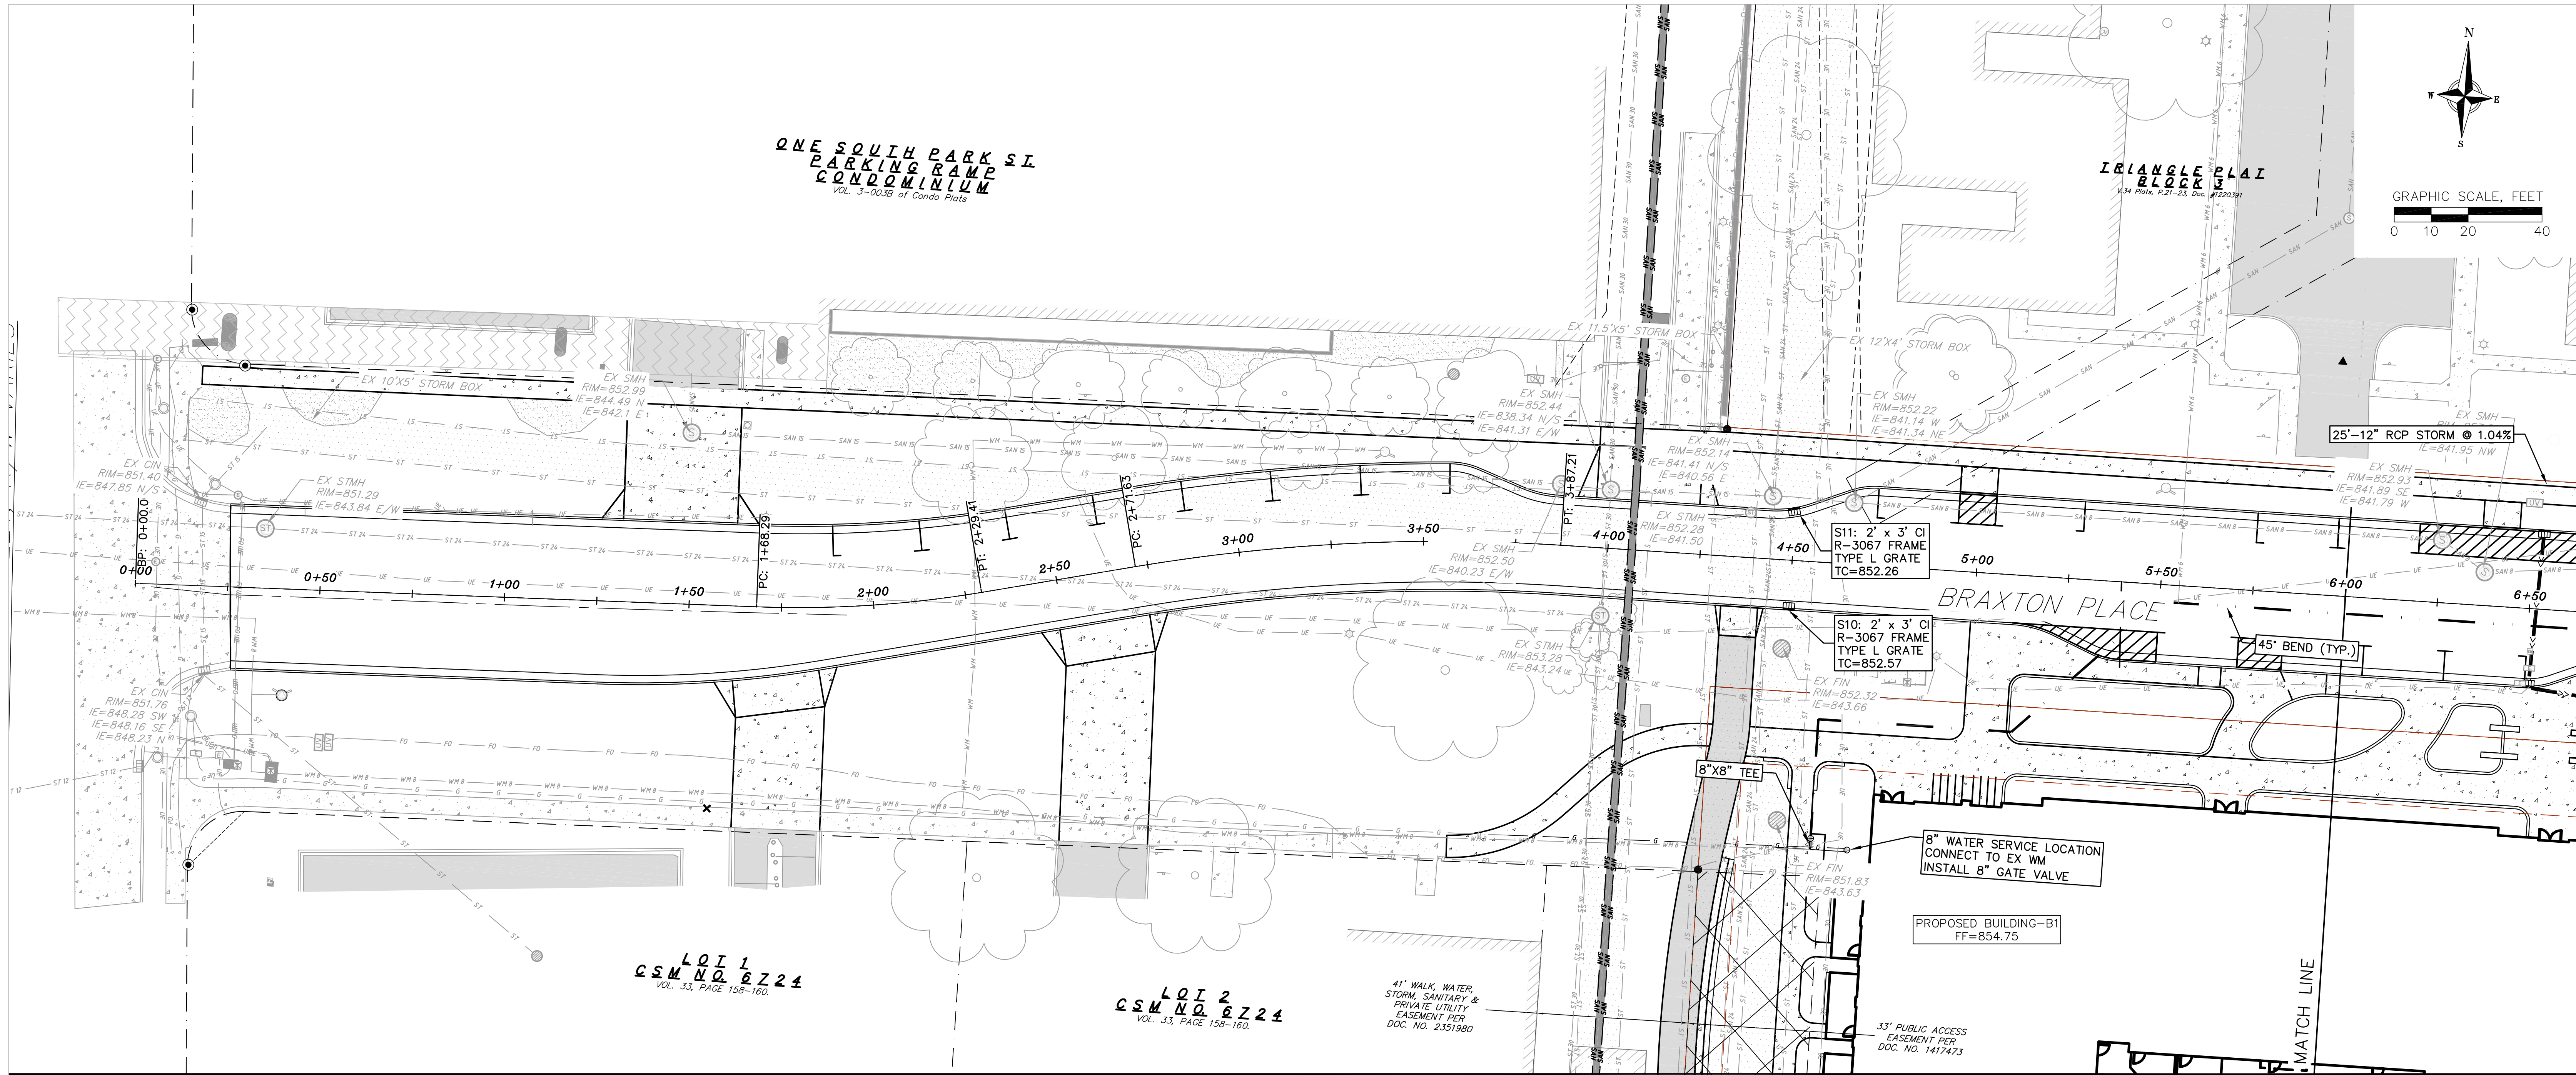 ONE SOUTH PARK ST.
PARKING RAMP
CONDOMINIUM
VOL. 3-003B of Condo Plats
TRIANGLE PLAT
BLOCK 3
V.34 Plats, P.21-23, Doc. #1220391
N
W
E
S
GRAPHIC SCALE, FEET
0 10 20 40
EX 11.5'X5' STORM BOX
EX 12'X4' STORM BOX
EX 10'X5' STORM BOX
EX SMH
RIM=852.99
IE=844.49 N
IE=842.1 E
EX SMH
RIM=852.44
IE=838.34 N/S
IE=841.31 E/W
EX SMH
RIM=852.22
IE=841.14 W
IE=841.34 NE
EX SMH
IE=841.95 NW
25'-12" RCP STORM @ 1.04%
EX SMH
RIM=852.14
IE=841.41 N/S
IE=840.56 E
EX SMH
RIM=852.93
IE=841.89 SE
IE=841.79 W
EX CIN
RIM=851.40
IE=847.85 N/S
EX STMH
RIM=851.29
IE=843.84 E/W
EX STMH
RIM=852.28
IE=841.50
EX SMH
RIM=852.50
IE=840.23 E/W
S11: 2' x 3' CI
R-3067 FRAME
TYPE L GRATE
TC=852.26
BP: 0+00.0
PC: 1+68.29
PT: 2+29.41
PC: 2+71.63
PT: 3+87.21
0+00
0+50
1+00
1+50
2+00
2+50
3+00
3+50
4+00
4+50
5+00
5+50
6+00
6+50
BRAXTON PLACE
S10: 2' x 3' CI
R-3067 FRAME
TYPE L GRATE
TC=852.57
45° BEND (TYP.)
EX STMH
RIM=853.28
IE=843.24
EX FIN
RIM=852.32
IE=843.66
EX CIN
RIM=851.76
IE=848.28 SW
IE=848.16 SE
IE=848.23 N
8"X8" TEE
8" WATER SERVICE LOCATION
CONNECT TO EX WM
INSTALL 8" GATE VALVE
EX FIN
RIM=851.83
IE=843.63
PROPOSED BUILDING-B1
FF=854.75
LOT 1
CSM NO. 6724
VOL. 33, PAGE 158-160.
LOT 2
CSM NO. 6724
VOL. 33, PAGE 158-160.
41' WALK, WATER,
STORM, SANITARY &
PRIVATE UTILITY
EASEMENT PER
DOC. NO. 2351980
33' PUBLIC ACCESS
EASEMENT PER
DOC. NO. 1417473
MATCH LINE